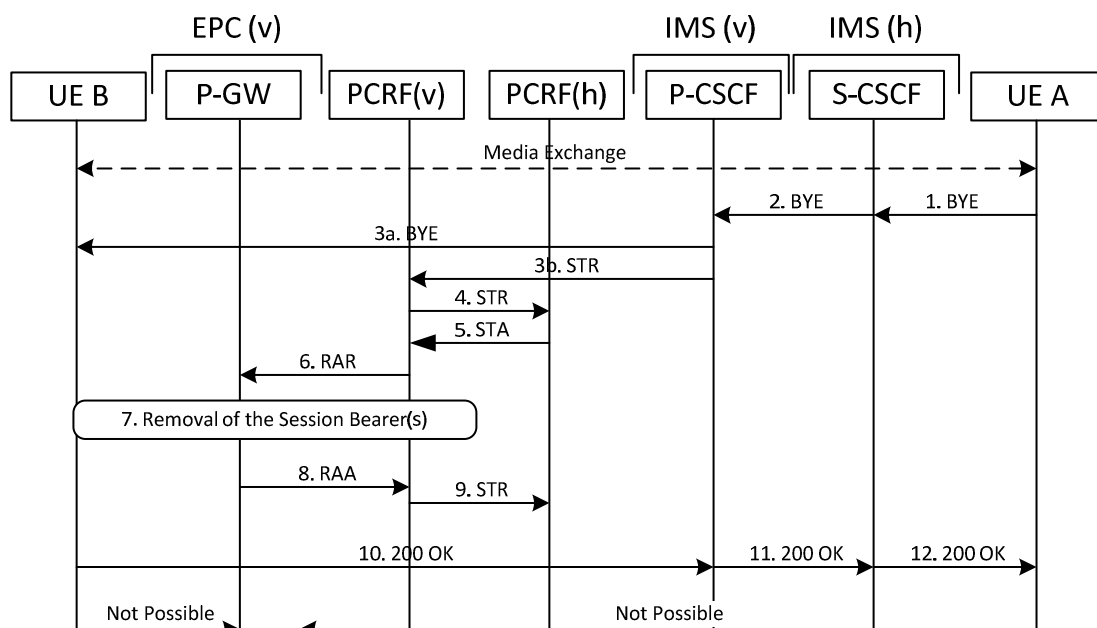 EPC (v)
IMS (v)
IMS (h)
UE B
P-GW
PCRF(v)
PCRF(h)
P-CSCF
S-CSCF
UE A
Media Exchange
2. BYE
1. BYE
3a. BYE
3b. STR
4. STR
5. STA
6. RAR
7. Removal of the Session Bearer(s)
8. RAA
9. STR
10. 200 OK
11. 200 OK
12. 200 OK
Not Possible
Not Possible